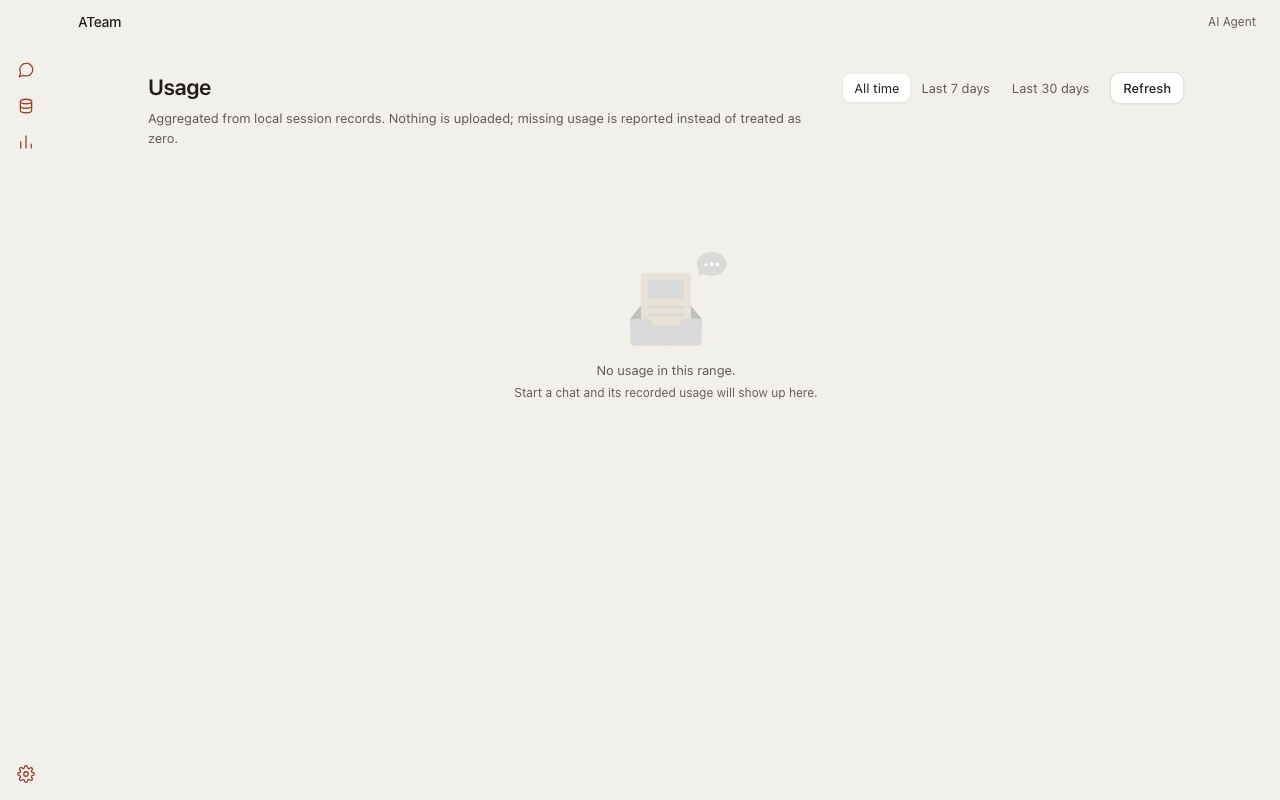 ATeam
AI Agent
Usage
All time
Last 7 days
Last 30 days
Refresh
Aggregated from local session records. Nothing is uploaded; missing usage is reported instead of treated as
zero.
No usage in this range.
Start a chat and its recorded usage will show up here.